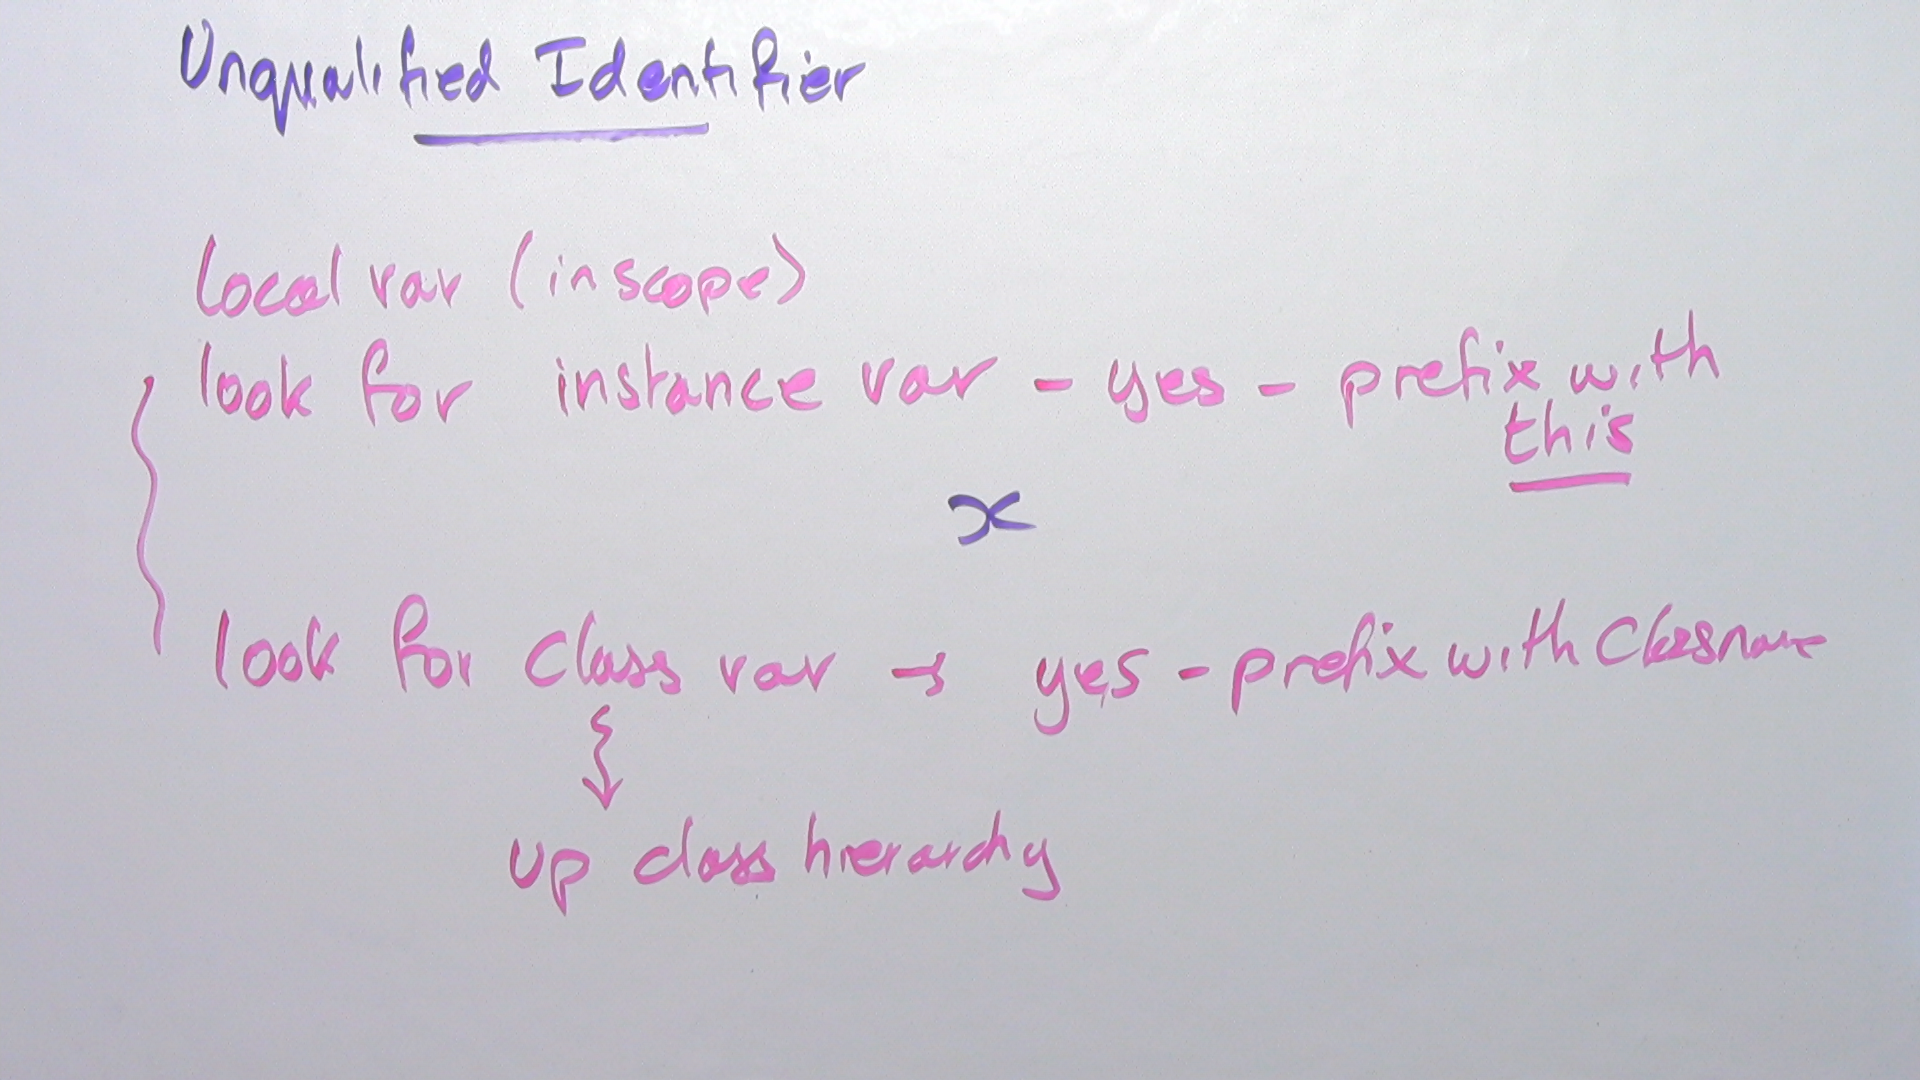 Unqualified Identifier
local var (in scope)
look for instance var - yes - prefix with
this
x
look for class var → yes - prefix with Classname
up class hierarchy